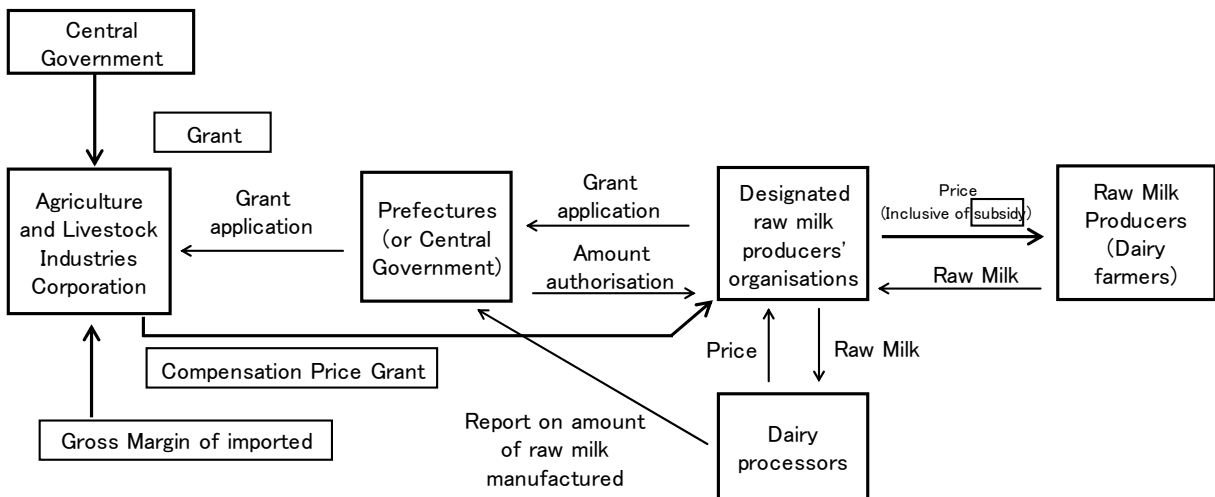 Central
Government
Grant
Agriculture
and Livestock
Industries
Corporation
Grant
application
Prefectures
(or Central
Government)
Grant
application
Amount
authorisation
Designated
raw milk
producers'
organisations
Price
(Inclusive of subsidy)
Raw Milk
Raw Milk
Producers
(Dairy
farmers)
Compensation Price Grant
Price
Raw Milk
Gross Margin of imported
Report on amount
of raw milk
manufactured
Dairy
processors